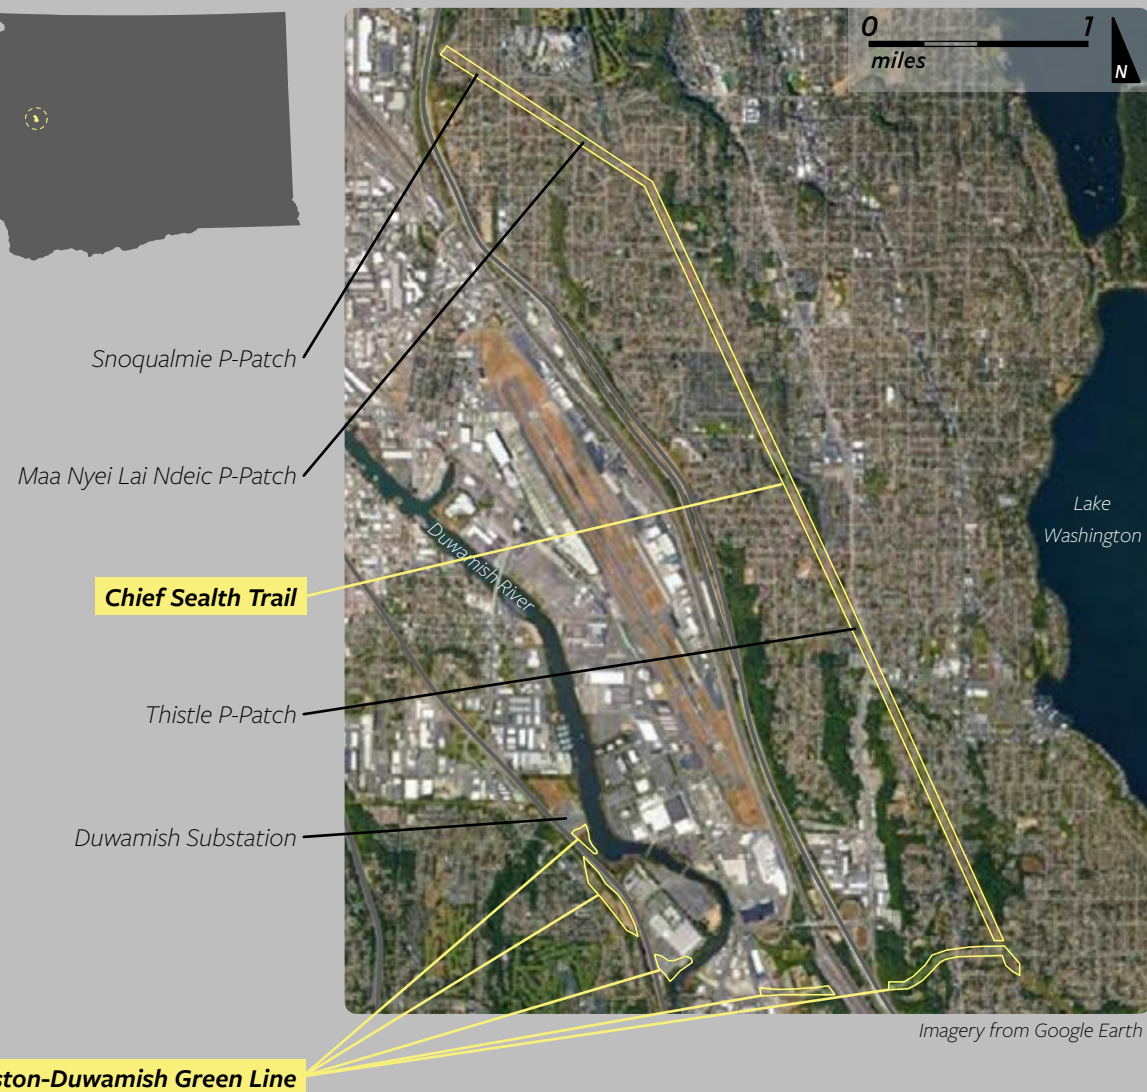 0 1
miles
N
Snoqualmie P-Patch
Maa Nyei Lai Ndeic P-Patch
Lake
Washington
Duwamish River
Chief Sealth Trail
Thistle P-Patch
Duwamish Substation
Imagery from Google Earth
ston-Duwamish Green Line